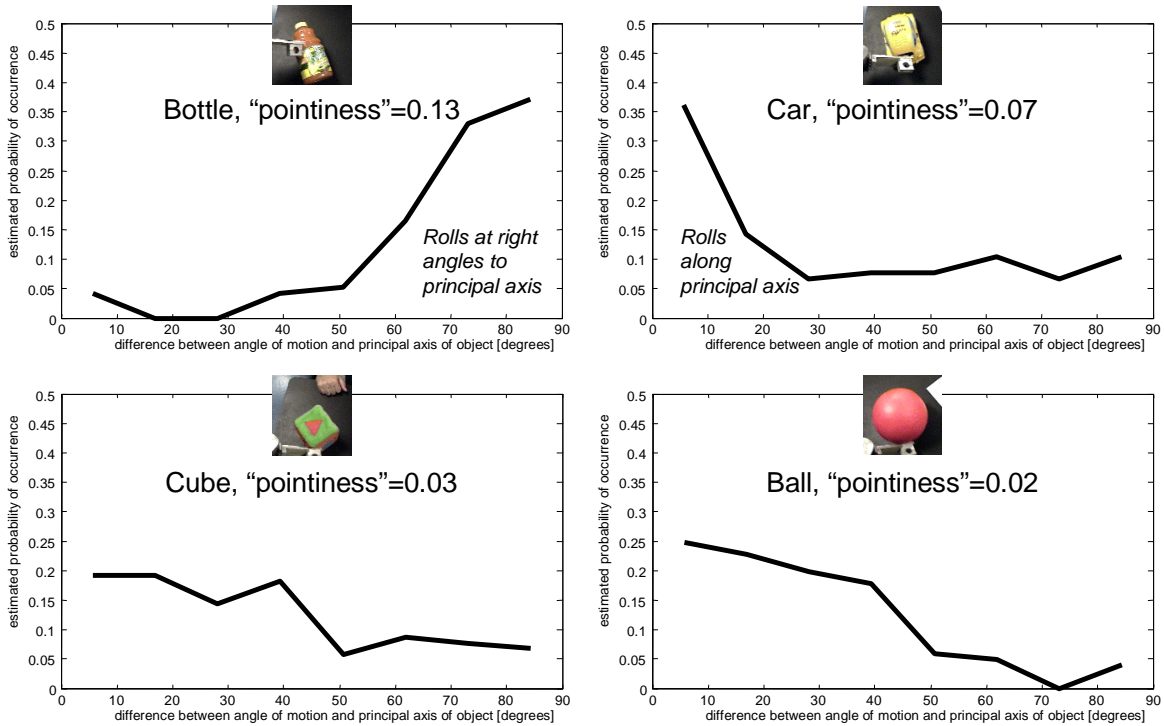 0.5
0.45
0.4
0.35
0.3
0.25
0.2
0.15
0.1
0.05
0
estimated probability of occurrence
Bottle, “pointiness”=0.13
Rolls at right
angles to
principal axis
0 10 20 30 40 50 60 70 80 90
difference between angle of motion and principal axis of object [degrees]
0.5
0.45
0.4
0.35
0.3
0.25
0.2
0.15
0.1
0.05
0
estimated probability of occurrence
Car, “pointiness”=0.07
Rolls
along
principal axis
0 10 20 30 40 50 60 70 80 90
difference between angle of motion and principal axis of object [degrees]
0.5
0.45
0.4
0.35
0.3
0.25
0.2
0.15
0.1
0.05
0
estimated probability of occurrence
Cube, “pointiness”=0.03
0 10 20 30 40 50 60 70 80 90
difference between angle of motion and principal axis of object [degrees]
0.5
0.45
0.4
0.35
0.3
0.25
0.2
0.15
0.1
0.05
0
estimated probability of occurrence
Ball, “pointiness”=0.02
0 10 20 30 40 50 60 70 80 90
difference between angle of motion and principal axis of object [degrees]